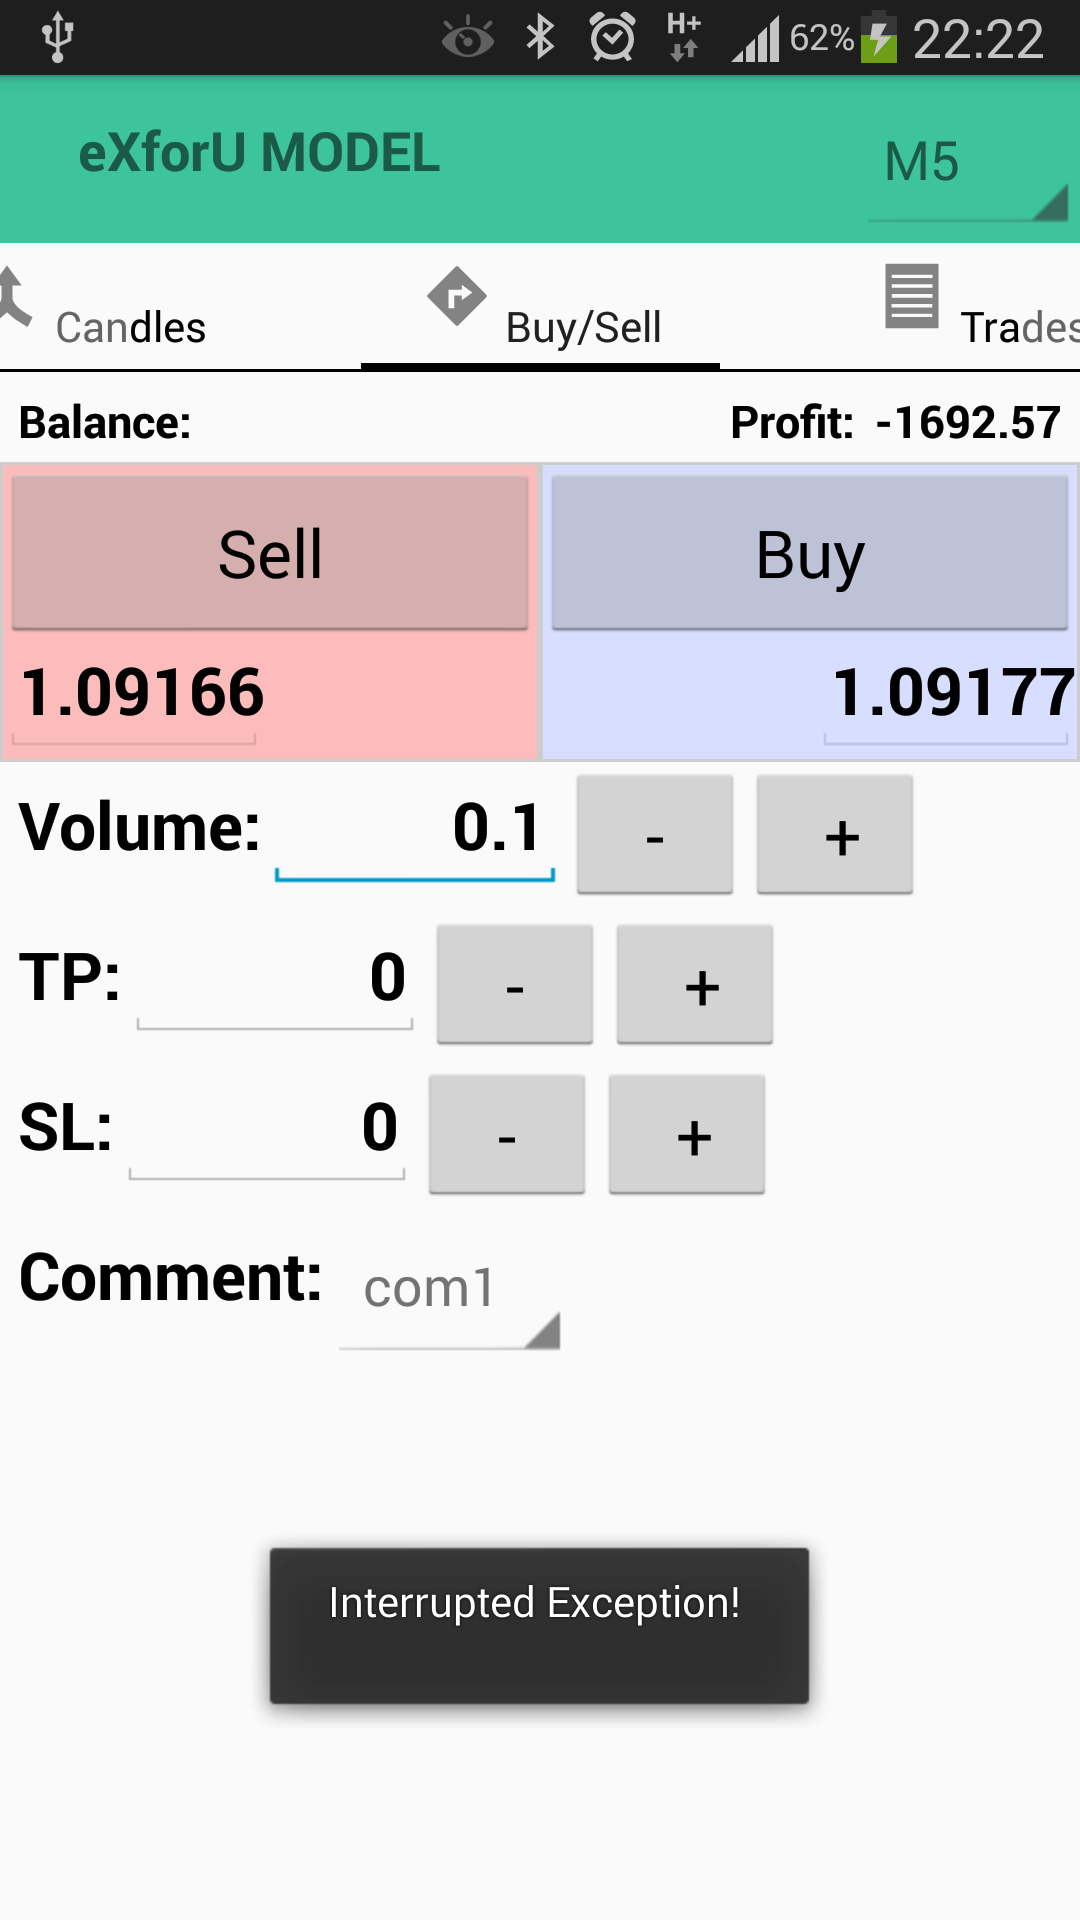 H+ 62% 22:22
eXforU MODEL
M5
Candles Buy/Sell Trades
Balance: Profit: -1692.57
Sell Buy
1.09166 1.09177
Volume: 0.1 - +
TP: 0 - +
SL: 0 - +
Comment: com1
Interrupted Exception!